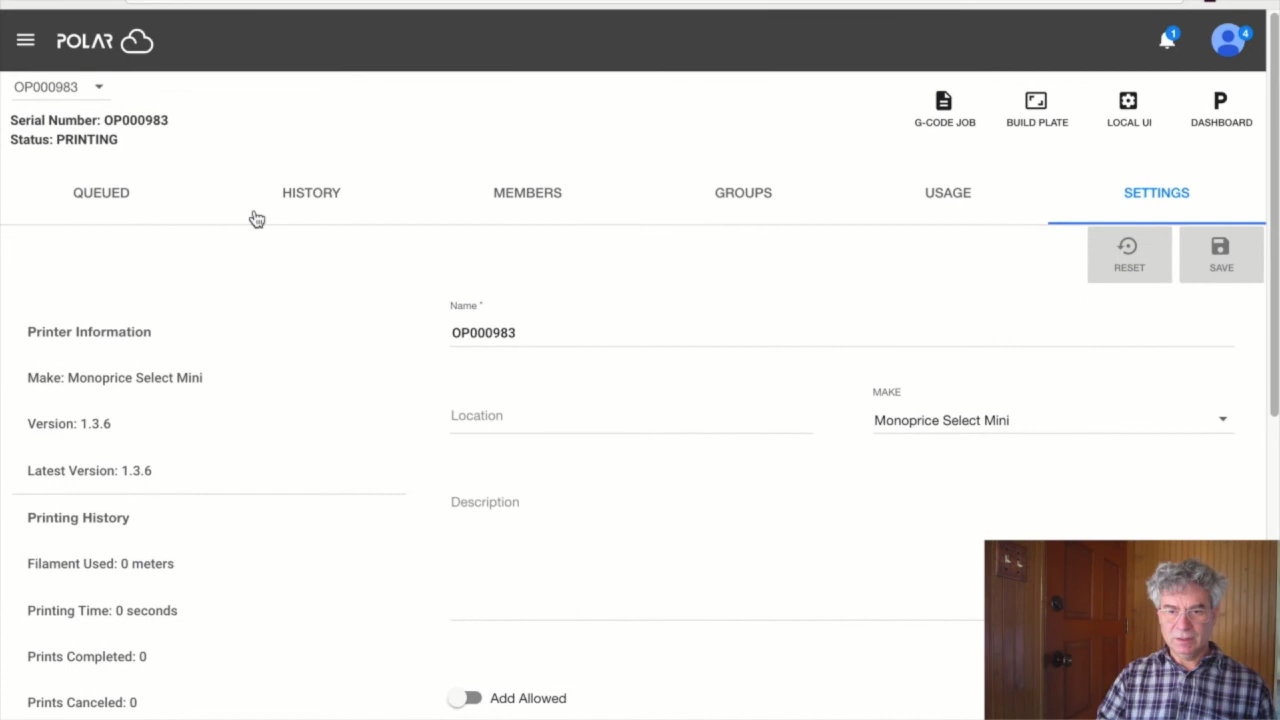 POLAR
1
4
OP000983
Serial Number: OP000983
Status: PRINTING
G-CODE JOB
BUILD PLATE
LOCAL UI
P
DASHBOARD
QUEUED
HISTORY
MEMBERS
GROUPS
USAGE
SETTINGS
RESET
SAVE
Printer Information
Make: Monoprice Select Mini
Version: 1.3.6
Latest Version: 1.3.6
Printing History
Filament Used: 0 meters
Printing Time: 0 seconds
Prints Completed: 0
Prints Canceled: 0
Name *
OP000983
Location
MAKE
Monoprice Select Mini
Description
Add Allowed